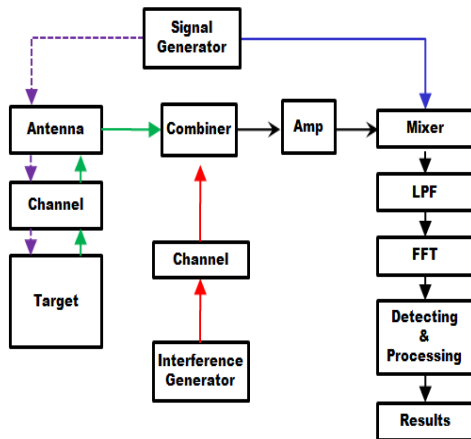 Signal
Generator
Antenna
Combiner
Amp
Mixer
Channel
LPF
Target
Channel
FFT
Interference
Generator
Detecting
&
Processing
Results